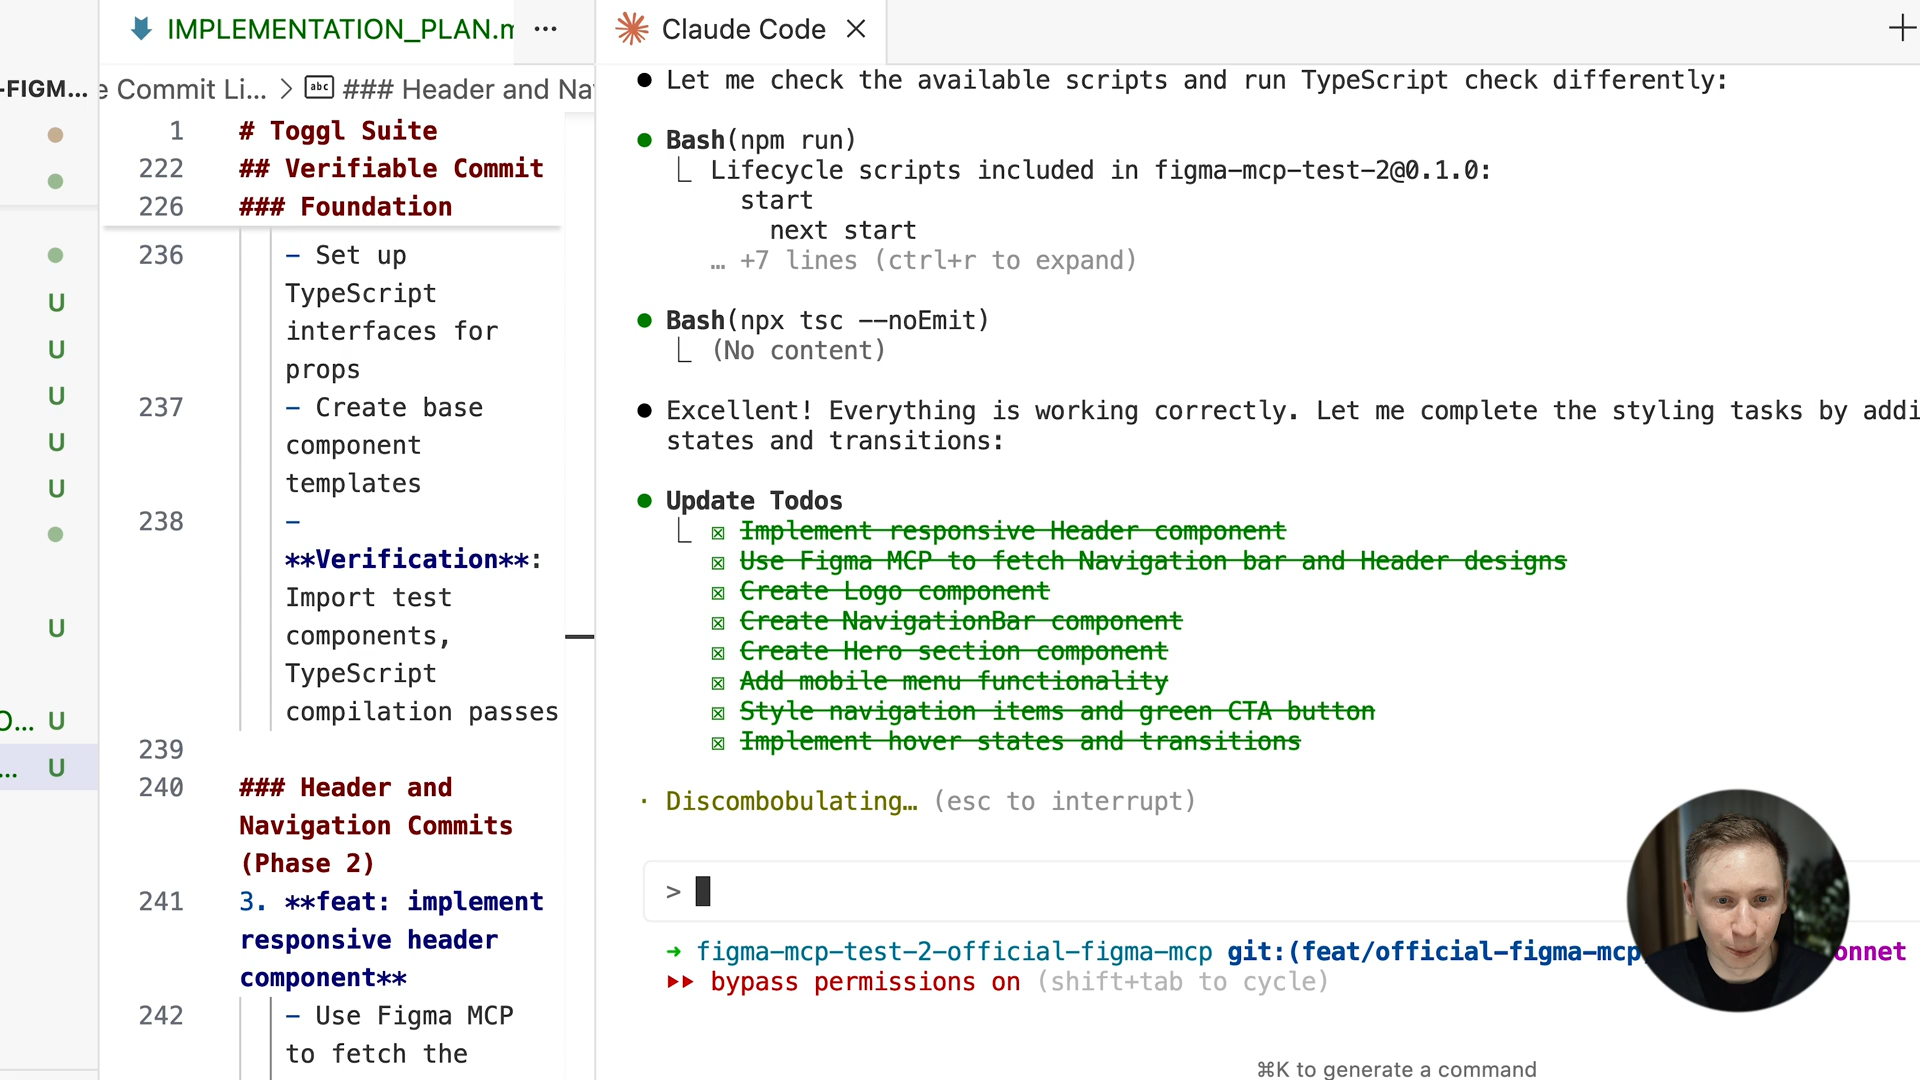 IMPLEMENTATION_PLAN.m
...
Claude Code
-FIGM...
e Commit Li... > abc ### Header and Na
1 # Toggl Suite
222 ## Verifiable Commit
226 ### Foundation
236 - Set up
TypeScript
interfaces for
props
237 - Create base
component
templates
238 -
**Verification**:
Import test
components,
TypeScript
compilation passes
239
240 ### Header and
Navigation Commits
(Phase 2)
241 3. **feat: implement
responsive header
component**
242 - Use Figma MCP
to fetch the
U
U
U
U
U
U
O... U
... U
Let me check the available scripts and run TypeScript check differently:
Bash(npm run)
Lifecycle scripts included in figma-mcp-test-2@0.1.0:
start
next start
… +7 lines (ctrl+r to expand)
Bash(npx tsc --noEmit)
(No content)
Excellent! Everything is working correctly. Let me complete the styling tasks by addi
states and transitions:
Update Todos
☒ Implement responsive Header component
☒ Use Figma MCP to fetch Navigation bar and Header designs
☒ Create Logo component
☒ Create NavigationBar component
☒ Create Hero section component
☒ Add mobile menu functionality
☒ Style navigation items and green CTA button
☒ Implement hover states and transitions
· Discombobulating… (esc to interrupt)
>
→ figma-mcp-test-2-official-figma-mcp git:(feat/official-figma-mcp onnet
▸▸ bypass permissions on (shift+tab to cycle)
⌘K to generate a command